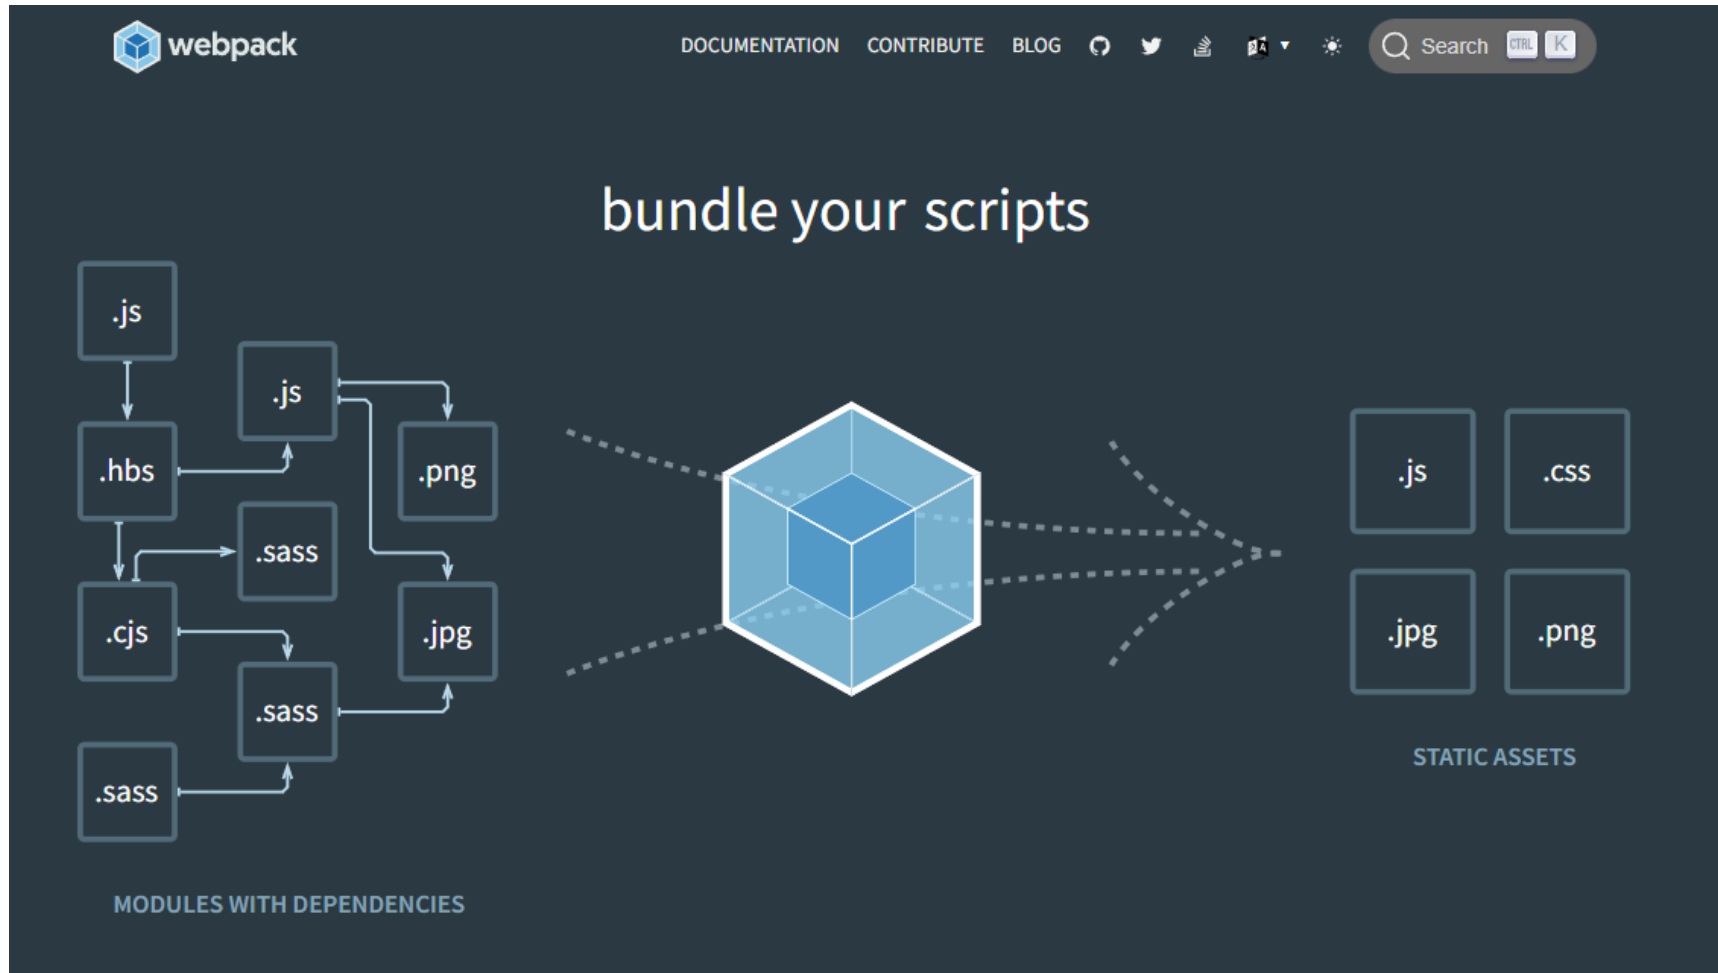 webpack
DOCUMENTATION CONTRIBUTE BLOG Search CTRL K
bundle your scripts
.js
.js
.hbs
.png
.sass
.cjs
.jpg
.sass
.sass
MODULES WITH DEPENDENCIES
.js .css
.jpg .png
STATIC ASSETS